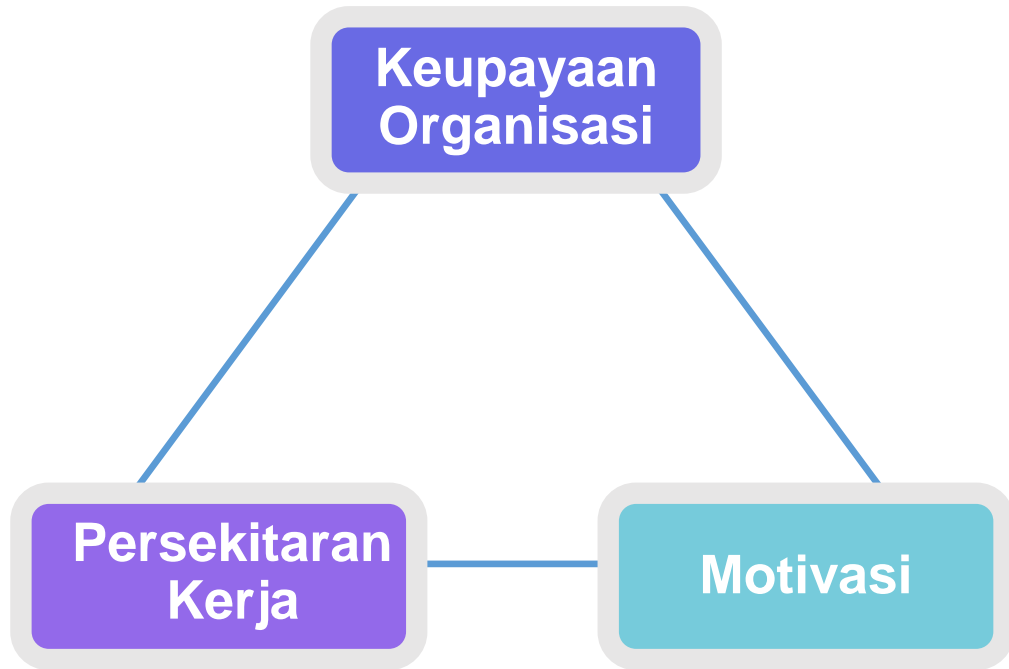 Keupayaan
Organisasi
Persekitaran
Kerja
Motivasi